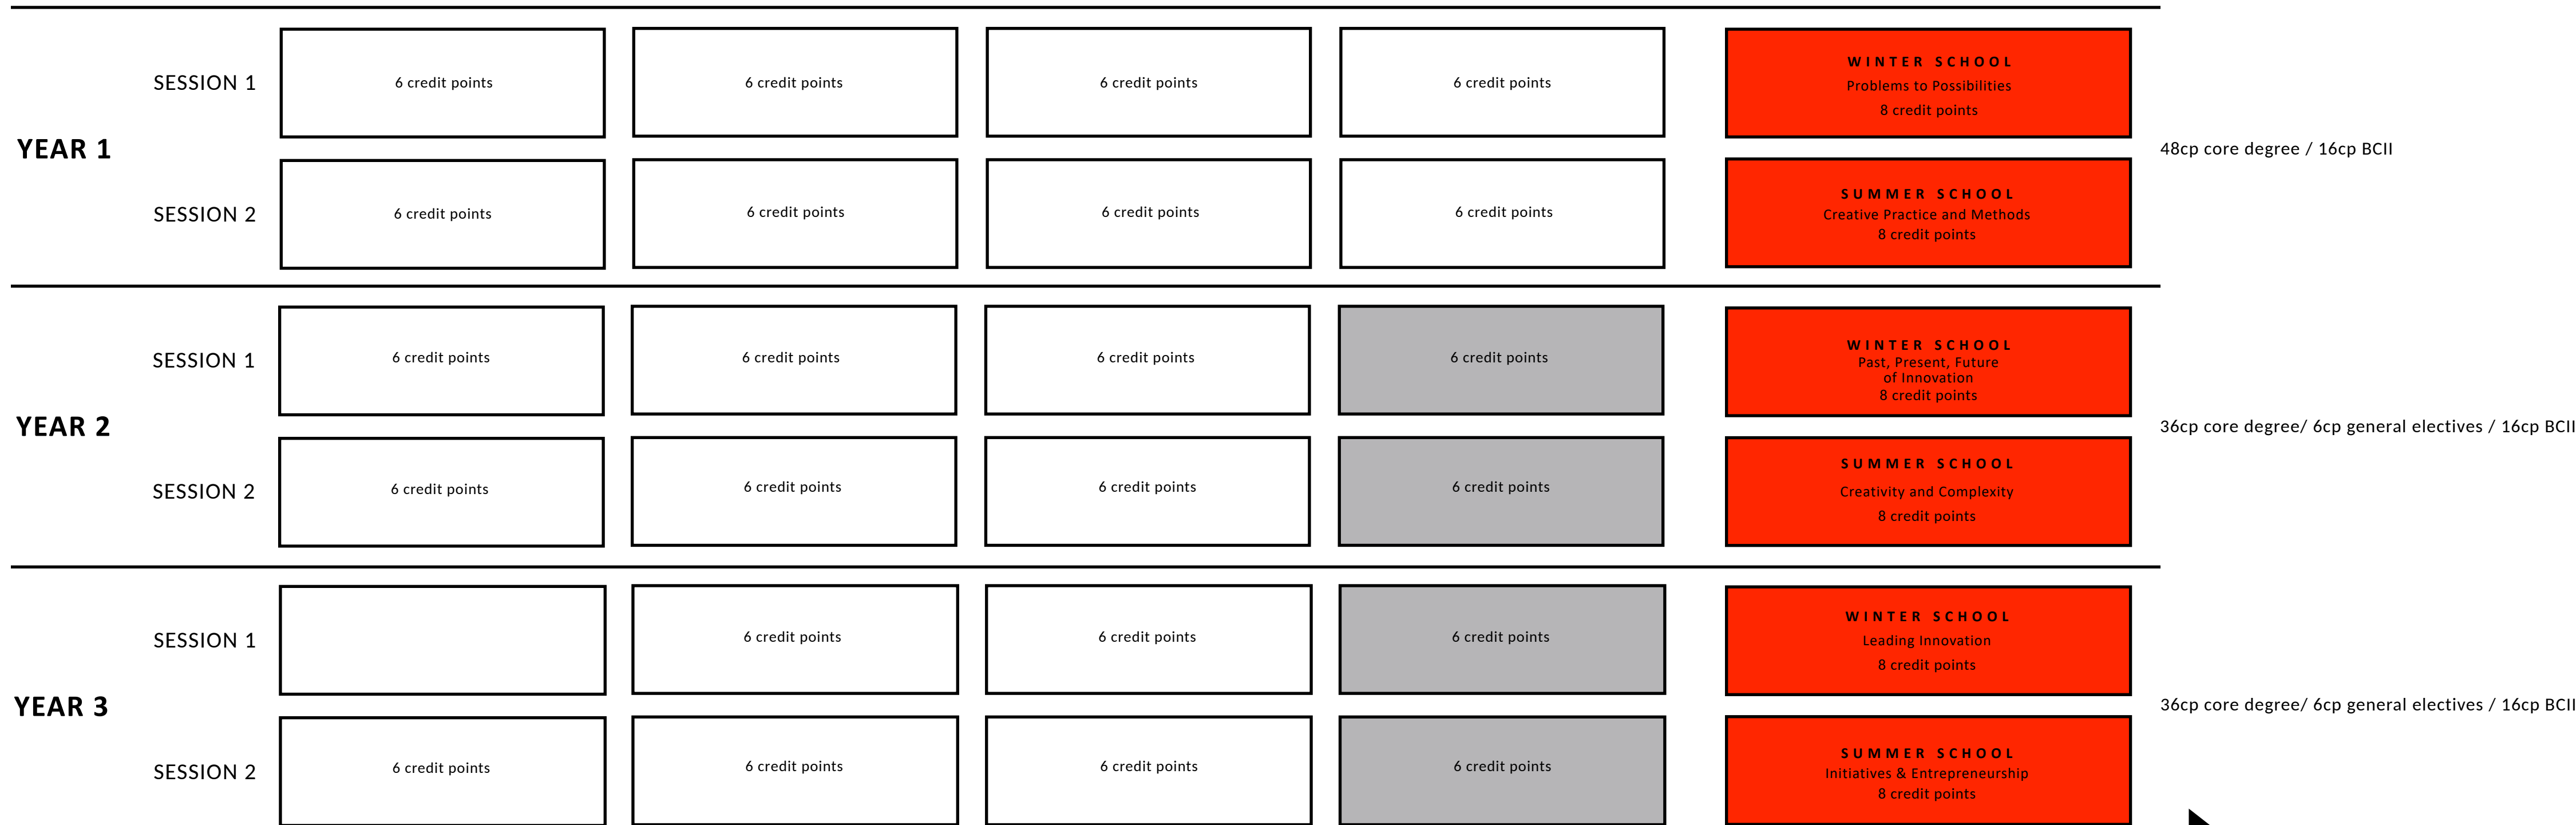 SESSION 1
6 credit points
6 credit points
6 credit points
6 credit points
WINTER SCHOOL
Problems to Possibilities
8 credit points
YEAR 1
48cp core degree / 16cp BCII
SESSION 2
6 credit points
6 credit points
6 credit points
6 credit points
SUMMER SCHOOL
Creative Practice and Methods
8 credit points
SESSION 1
6 credit points
6 credit points
6 credit points
6 credit points
WINTER SCHOOL
Past, Present, Future
of Innovation
8 credit points
YEAR 2
36cp core degree/ 6cp general electives / 16cp BCII
SESSION 2
6 credit points
6 credit points
6 credit points
6 credit points
SUMMER SCHOOL
Creativity and Complexity
8 credit points
SESSION 1
6 credit points
6 credit points
6 credit points
WINTER SCHOOL
Leading Innovation
8 credit points
YEAR 3
36cp core degree/ 6cp general electives / 16cp BCII
SESSION 2
6 credit points
6 credit points
6 credit points
6 credit points
SUMMER SCHOOL
Initiatives & Entrepreneurship
8 credit points